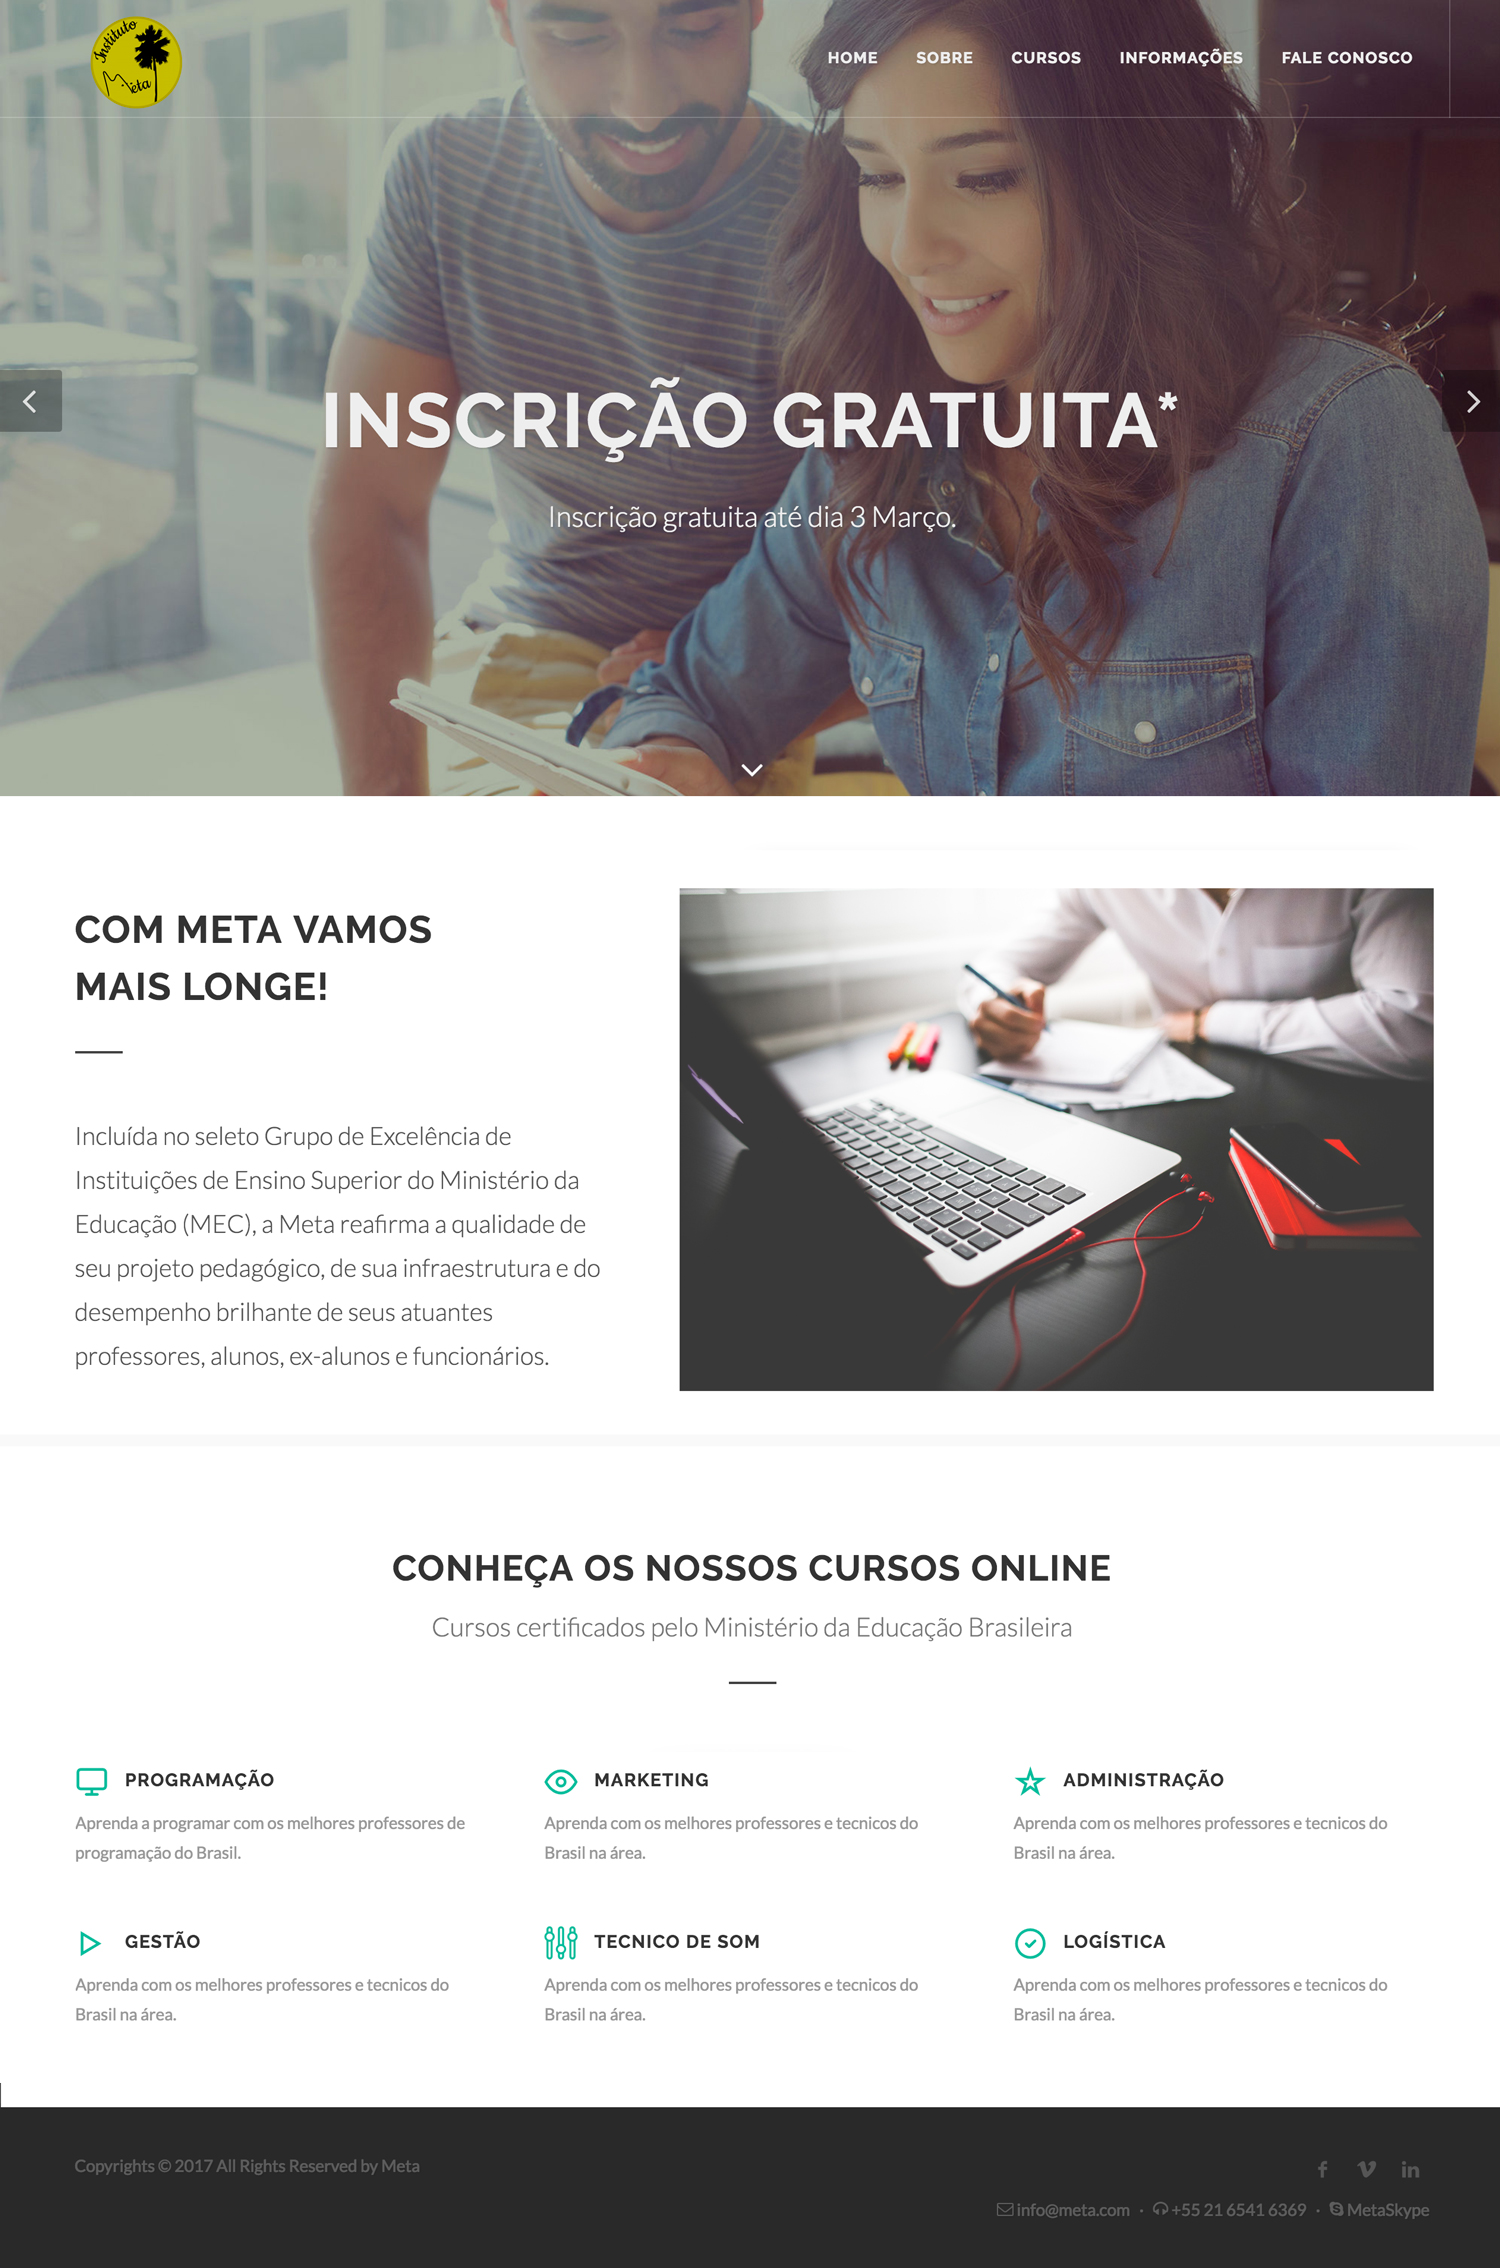 Instituto
Meta
HOME SOBRE CURSOS INFORMAÇÕES FALE CONOSCO
INSCRIÇÃO GRATUITA*
Inscrição gratuita até dia 3 Março.
COM META VAMOS
MAIS LONGE!
Incluída no seleto Grupo de Excelência de
Instituições de Ensino Superior do Ministério da
Educação (MEC), a Meta reafirma a qualidade de
seu projeto pedagógico, de sua infraestrutura e do
desempenho brilhante de seus atuantes
professores, alunos, ex-alunos e funcionários.
CONHEÇA OS NOSSOS CURSOS ONLINE
Cursos certificados pelo Ministério da Educação Brasileira
PROGRAMAÇÃO
Aprenda a programar com os melhores professores de
programação do Brasil.
MARKETING
Aprenda com os melhores professores e tecnicos do
Brasil na área.
ADMINISTRAÇÃO
Aprenda com os melhores professores e tecnicos do
Brasil na área.
GESTÃO
Aprenda com os melhores professores e tecnicos do
Brasil na área.
TECNICO DE SOM
Aprenda com os melhores professores e tecnicos do
Brasil na área.
LOGÍSTICA
Aprenda com os melhores professores e tecnicos do
Brasil na área.
Copyrights © 2017 All Rights Reserved by Meta
info@meta.com · +55 21 6541 6369 · MetaSkype